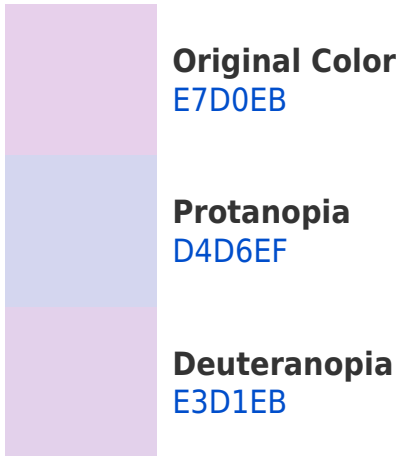 Original Color
E7D0EB
Protanopia
D4D6EF
Deuteranopia
E3D1EB